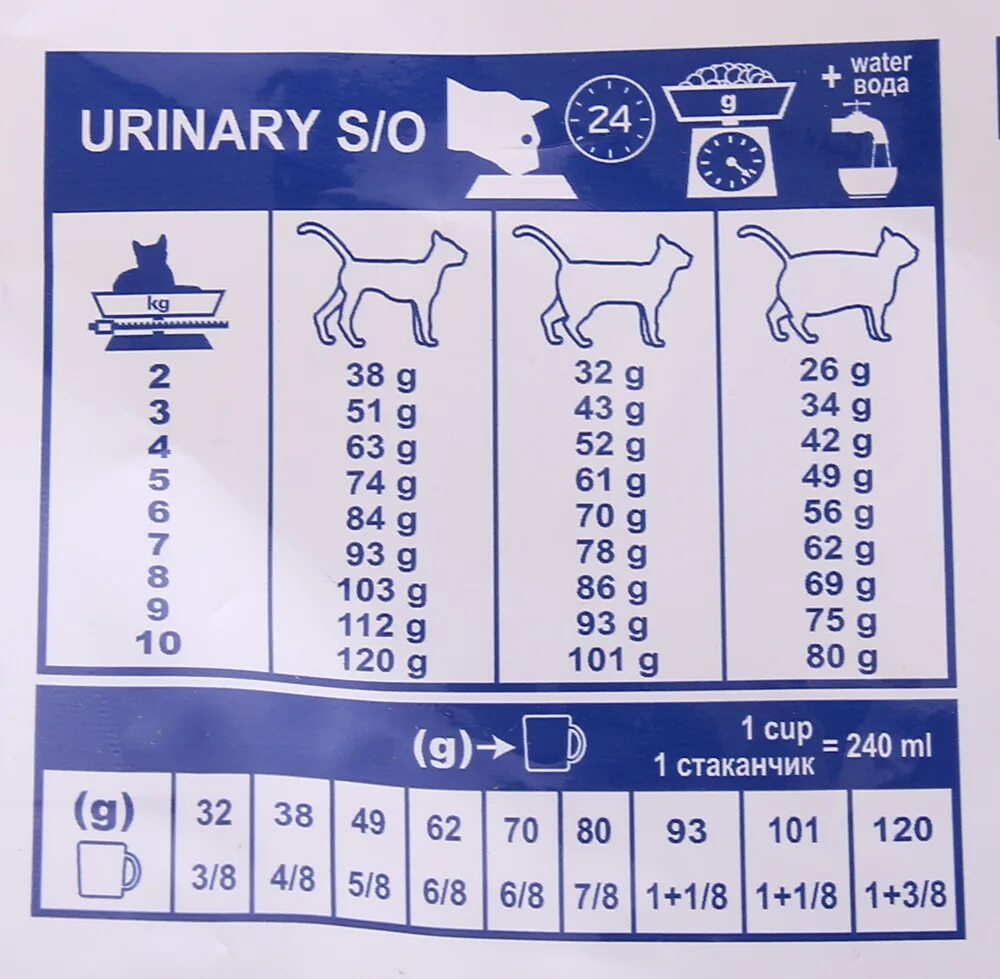 URINARY S/O 24 g + water
вода
kg
2 38 g 32 g 26 g
3 51 g 43 g 34 g
4 63 g 52 g 42 g
5 74 g 61 g 49 g
6 84 g 70 g 56 g
7 93 g 78 g 62 g
8 103 g 86 g 69 g
9 112 g 93 g 75 g
10 120 g 101 g 80 g
(g) 1 cup
1 стаканчик = 240 ml
(g) 32 38 49 62 70 80 93 101 120
3/8 4/8 5/8 6/8 6/8 7/8 1+1/8 1+1/8 1+3/8